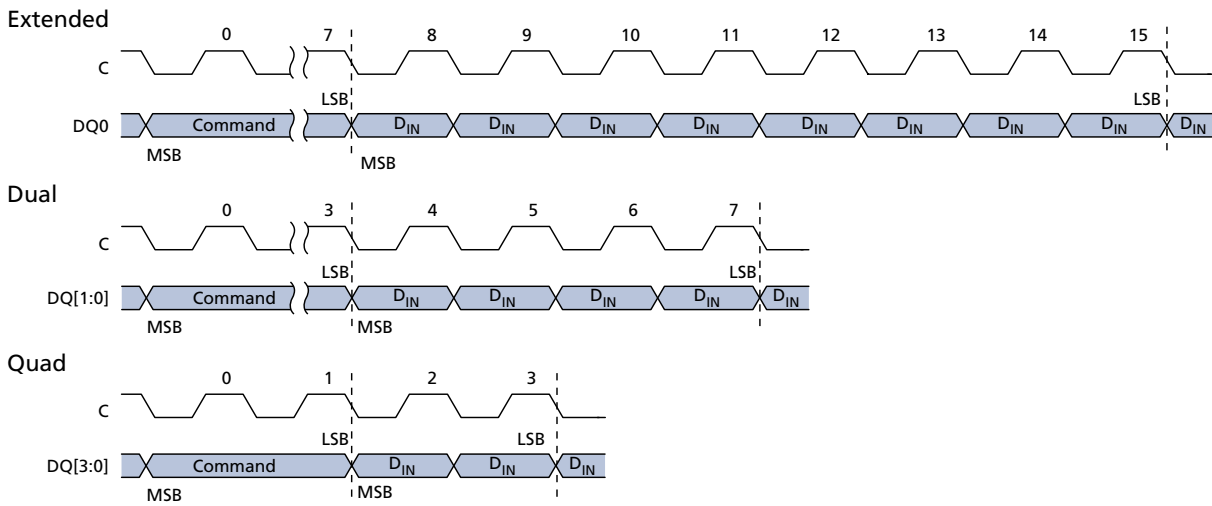 Extended
0 7 8 9 10 11 12 13 14 15
C
LSB LSB
DQ0 Command DIN DIN DIN DIN DIN DIN DIN DIN DIN
MSB MSB
Dual
0 3 4 5 6 7
C
LSB LSB
DQ[1:0] Command DIN DIN DIN DIN DIN
MSB MSB
Quad
0 1 2 3
C
LSB LSB
DQ[3:0] Command DIN DIN DIN
MSB MSB